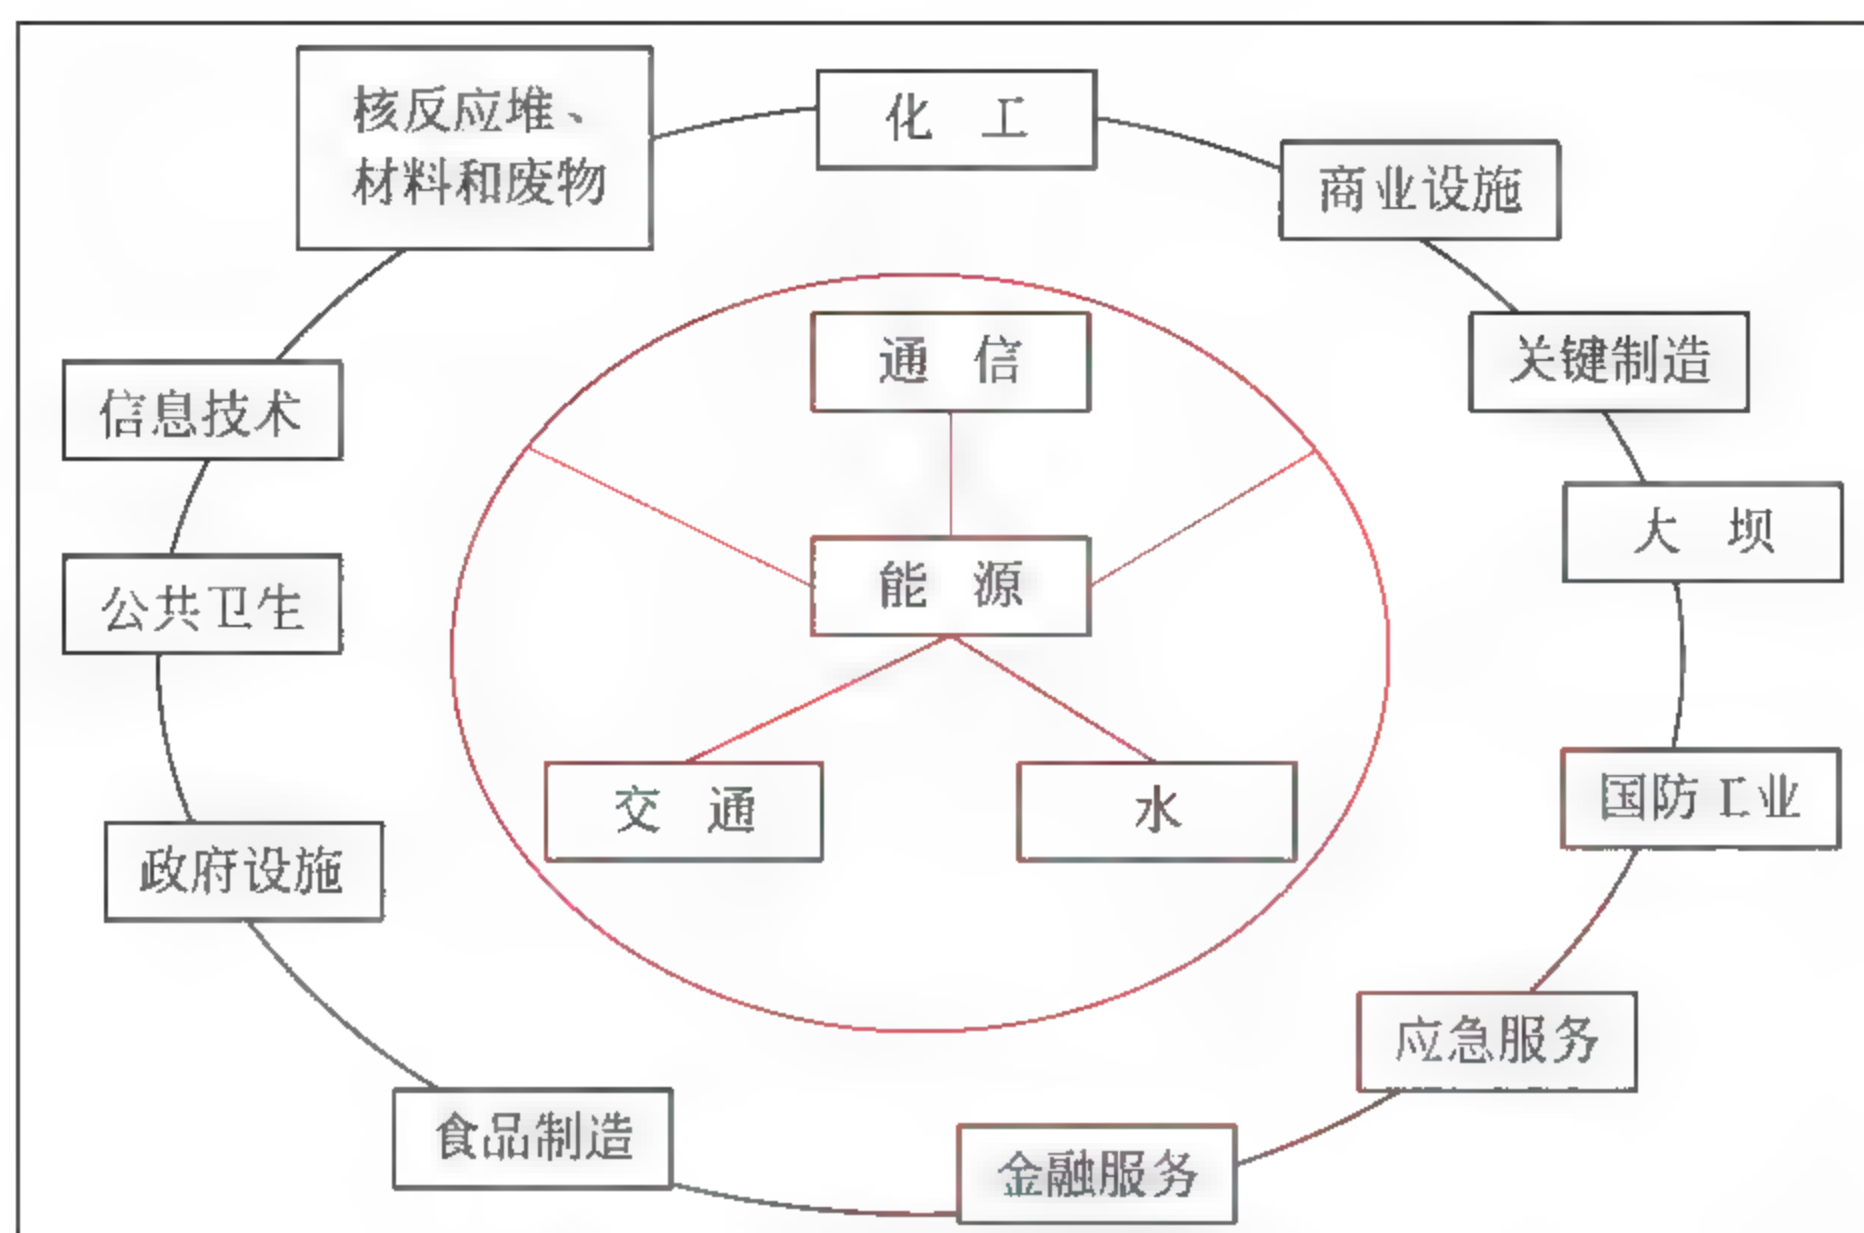 核反应堆、
材料和废物
化 工
商业设施
通 信
关键制造
信息技术
大 坝
能 源
公共卫生
交 通
水
国防工业
政府设施
应急服务
食品制造
金融服务